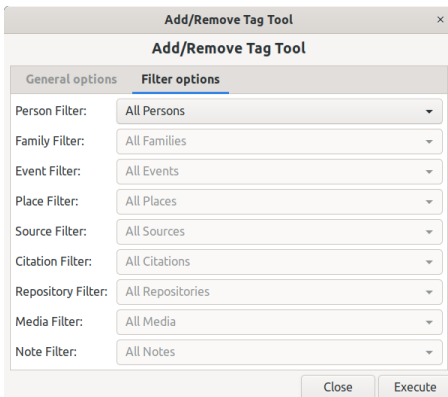 Add/Remove Tag Tool ×
Add/Remove Tag Tool
General options Filter options
Person Filter: All Persons
Family Filter: All Families
Event Filter: All Events
Place Filter: All Places
Source Filter: All Sources
Citation Filter: All Citations
Repository Filter: All Repositories
Media Filter: All Media
Note Filter: All Notes
Close Execute